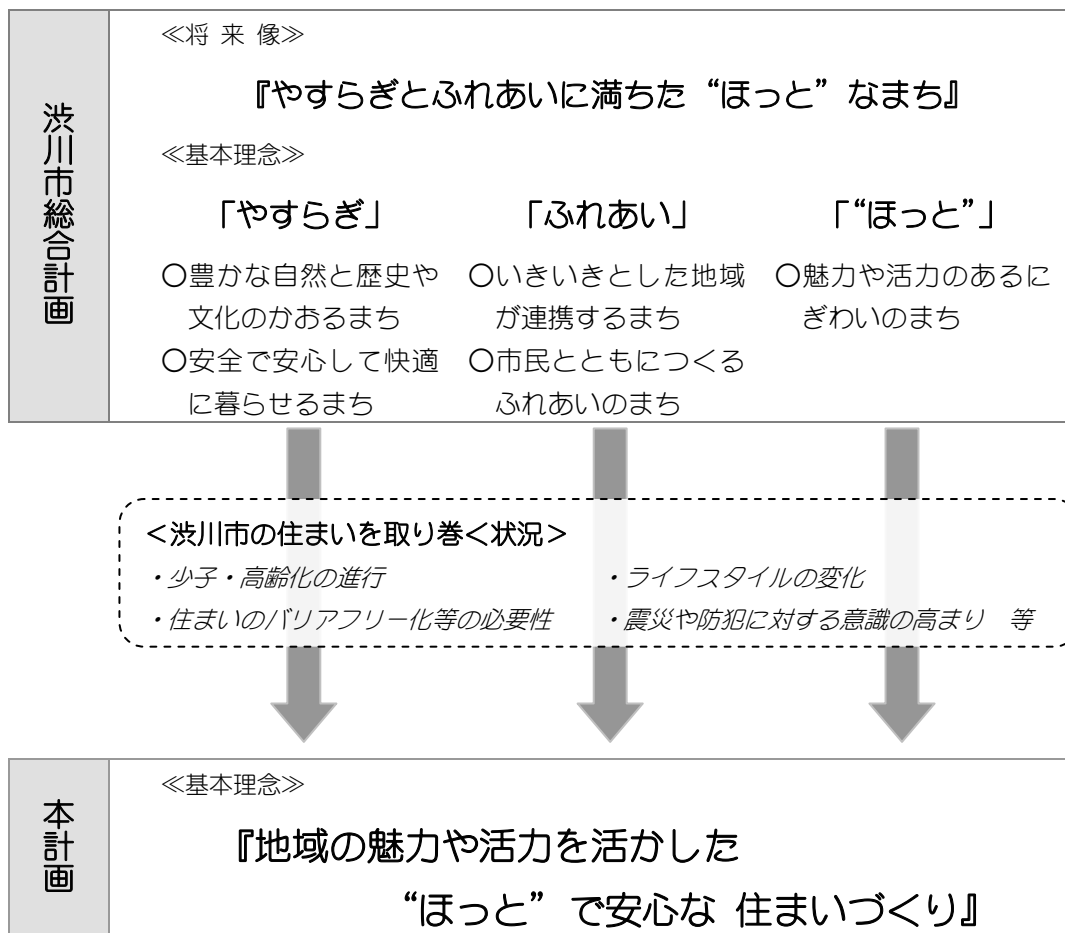 渋川市総合計画
≪将 来 像≫
『やすらぎとふれあいに満ちた “ほっと” なまち』
≪基本理念≫
「やすらぎ」
○豊かな自然と歴史や
文化のかおるまち
○安全で安心して快適
に暮らせるまち
「ふれあい」
○いきいきとした地域
が連携するまち
○市民とともにつくる
ふれあいのまち
「“ほっと”」
○魅力や活力のあるに
ぎわいのまち
＜渋川市の住まいを取り巻く状況＞
・少子・高齢化の進行
・ライフスタイルの変化
・住まいのバリアフリー化等の必要性
・震災や防犯に対する意識の高まり　等
本計画
≪基本理念≫
『地域の魅力や活力を活かした
“ほっと” で安心な 住まいづくり』